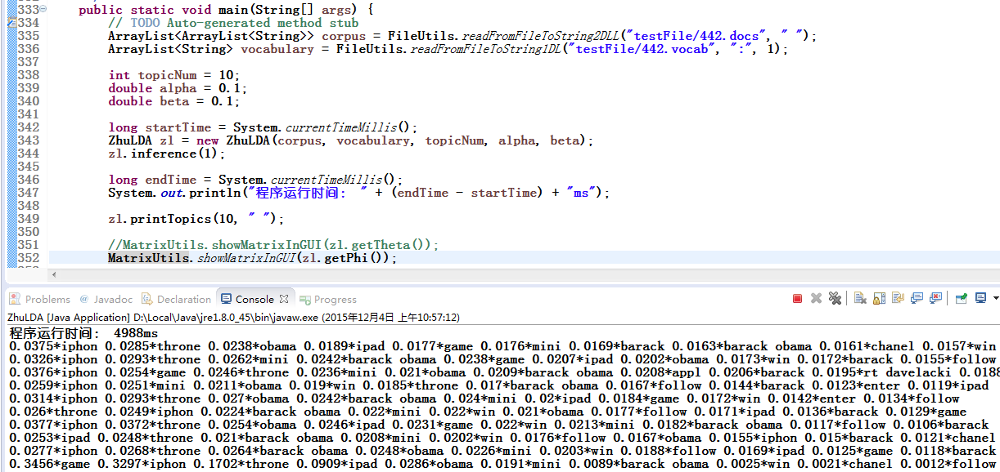 333 public static void main(String[] args) {
334 // TODO Auto-generated method stub
335 ArrayList<ArrayList<String>> corpus = FileUtils.readFromFileToString2DLL("testFile/442.docs", " ");
336 ArrayList<String> vocabulary = FileUtils.readFromFileToString1DL("testFile/442.vocab", ":", 1);
337
338 int topicNum = 10;
339 double alpha = 0.1;
340 double beta = 0.1;
341
342 long startTime = System.currentTimeMillis();
343 ZhuLDA zl = new ZhuLDA(corpus, vocabulary, topicNum, alpha, beta);
344 zl.inference(1);
345
346 long endTime = System.currentTimeMillis();
347 System.out.println("程序运行时间: " + (endTime - startTime) + "ms");
348
349 zl.printTopics(10, " ");
350
351 //MatrixUtils.showMatrixInGUI(zl.getTheta());
352 MatrixUtils.showMatrixInGUI(zl.getPhi());
Problems @ Javadoc Declaration Console Progress
ZhuLDA [Java Application] D:\Local\Java\jre1.8.0_45\bin\javaw.exe (2015年12月4日 上午10:57:12)
程序运行时间: 4988ms
0.0375*iphon 0.0285*throne 0.0238*obama 0.0189*ipad 0.0177*game 0.0176*mini 0.0169*barack 0.0163*barack obama 0.0161*chanel 0.0157*win
0.0326*iphon 0.0293*throne 0.0262*mini 0.0242*barack obama 0.0238*game 0.0207*ipad 0.0202*obama 0.0173*win 0.0172*barack 0.0155*follow
0.0376*iphon 0.0254*game 0.0246*throne 0.0236*mini 0.021*obama 0.0209*barack obama 0.0208*appl 0.0206*barack 0.0195*rt davelacki 0.0188
0.0259*iphon 0.0251*mini 0.0211*obama 0.019*win 0.0185*throne 0.017*barack obama 0.0167*follow 0.0144*barack 0.0123*enter 0.0119*ipad
0.0314*iphon 0.0293*throne 0.027*obama 0.0242*barack obama 0.024*mini 0.02*ipad 0.0184*game 0.0172*win 0.0142*enter 0.0134*follow
0.026*throne 0.0249*iphon 0.0224*barack obama 0.022*mini 0.022*win 0.021*obama 0.0177*follow 0.0171*ipad 0.0136*barack 0.0129*game
0.0377*iphon 0.0372*throne 0.0254*obama 0.0246*ipad 0.0231*game 0.022*win 0.0213*mini 0.0182*barack obama 0.0117*follow 0.0106*barack
0.0253*ipad 0.0248*throne 0.021*barack obama 0.0208*mini 0.0202*win 0.0176*follow 0.0167*obama 0.0155*iphon 0.015*barack 0.0121*chanel
0.0277*iphon 0.0268*throne 0.0264*barack obama 0.0248*obama 0.0226*mini 0.0203*win 0.0188*follow 0.0169*ipad 0.0125*game 0.0118*barack
0.3456*game 0.3297*iphon 0.1702*throne 0.0909*ipad 0.0286*obama 0.0191*mini 0.0089*barack obama 0.0025*win 0.0021*chanel 0.0012*follow